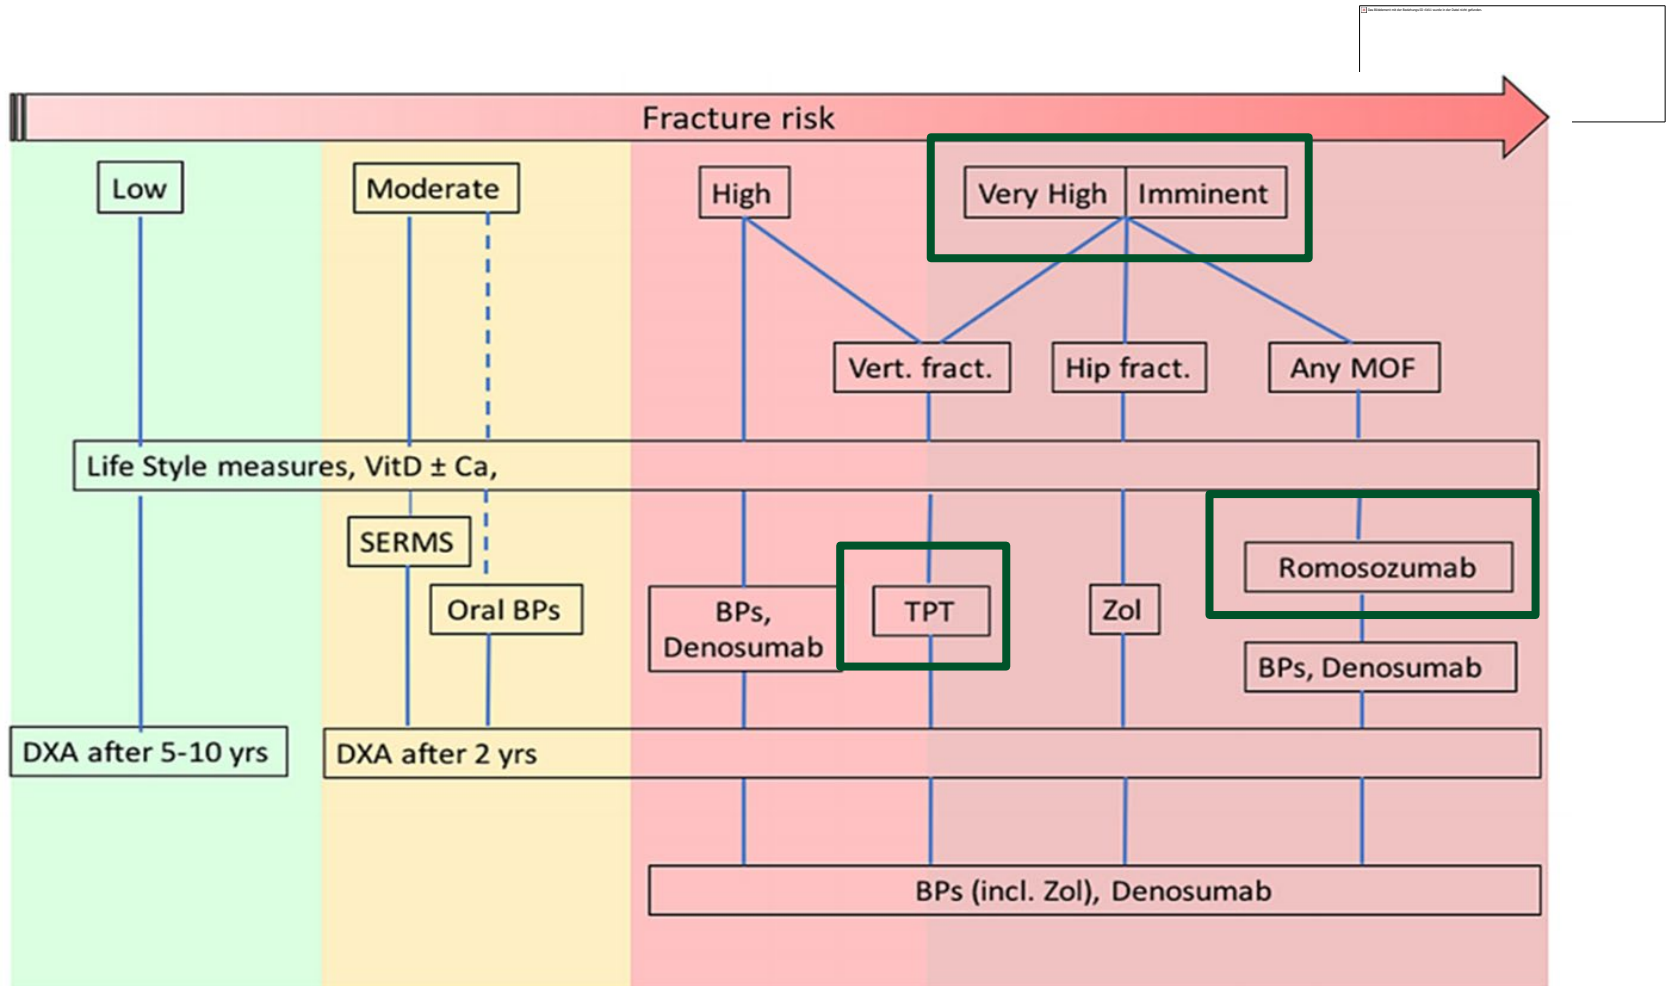 Fracture risk
Low
Moderate
High
Very High
Imminent
Vert. fract.
Hip fract.
Any MOF
Life Style measures, VitD ± Ca,
SERMS
Romosozumab
Oral BPs
BPs,
Denosumab
TPT
Zol
BPs, Denosumab
DXA after 5-10 yrs
DXA after 2 yrs
BPs (incl. Zol), Denosumab